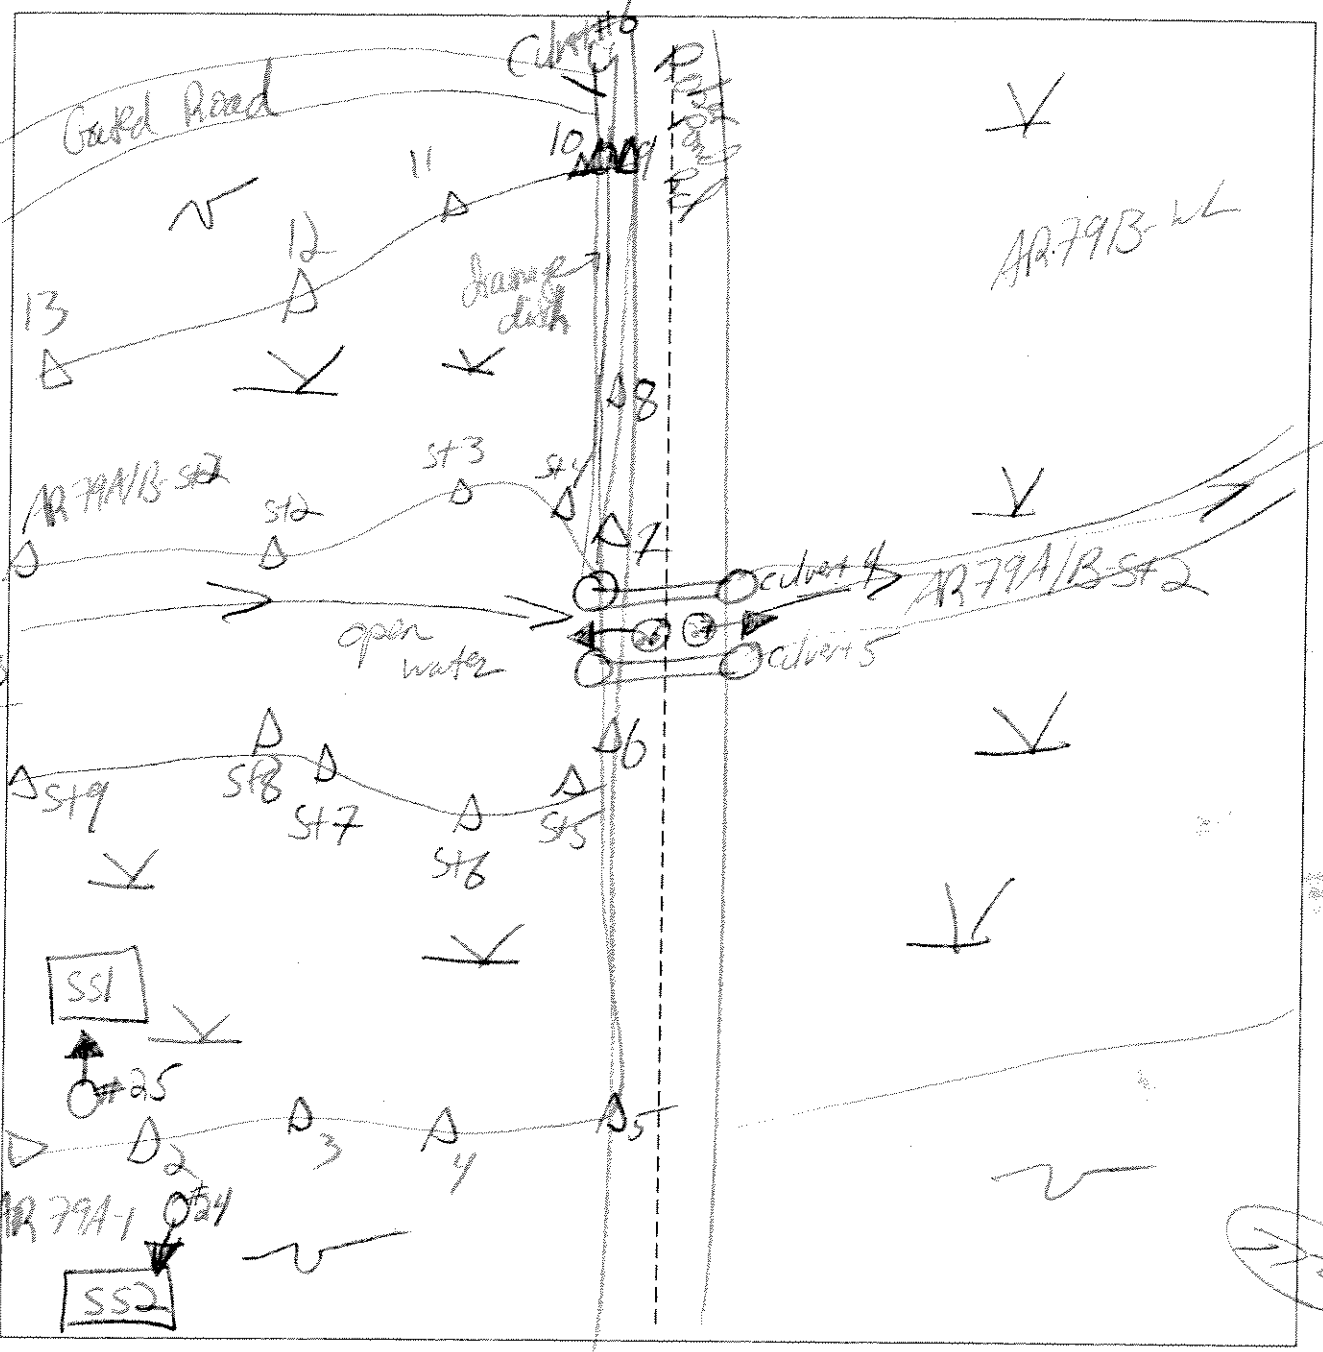 Culvert #6
Gated Road
10
9
11
12
13
drainage
ditch
AR79B-WL
8
St3
St4
AR79A/B-St2
St2
7
culvert 4
AR79A/B-St2
open
water
culvert 5
6
St8
St9
St7
St5
St6
SS1
#25
5
2
3
4
AR79A-1
#24
SS2